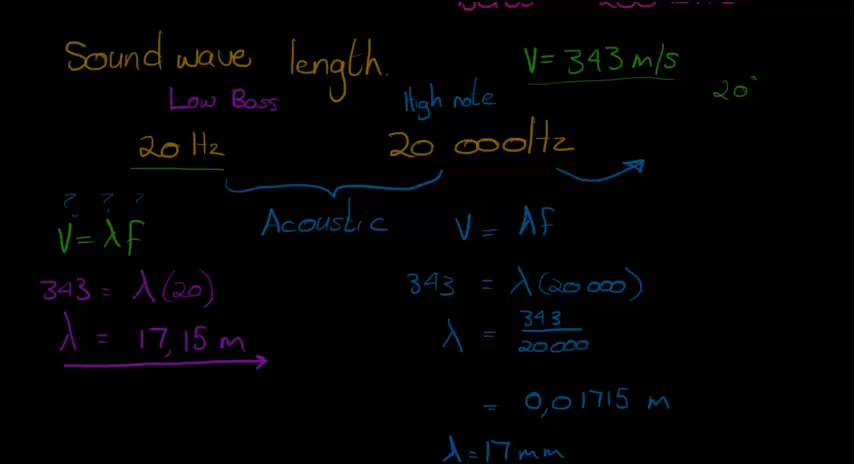 Sound wave length.
V = 343 m/s
20°
Low Bass
High note
20 Hz
20 000Hz
? ? ?
V = λ f
Acoustic
V = λf
343 = λ(20)
343 = λ(20 000)
λ = 17,15 m
λ = 343/20000
= 0,01715 m
λ = 17mm